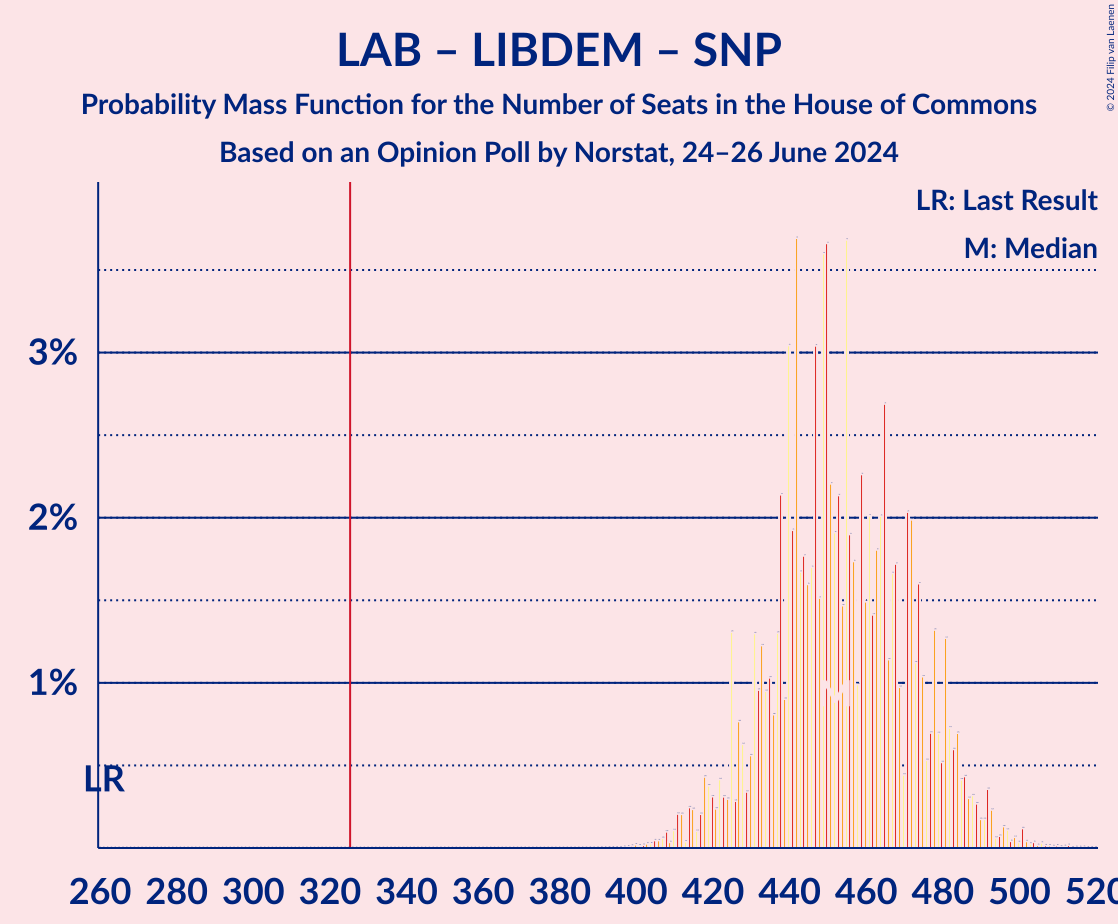 LAB – LIBDEM – SNP
Probability Mass Function for the Number of Seats in the House of Commons
Based on an Opinion Poll by Norstat, 24–26 June 2024
© 2024 Filip van Laenen
LR: Last Result
M: Median
3%
2%
1%
M
LR
260 280 300 320 340 360 380 400 420 440 460 480 500 520